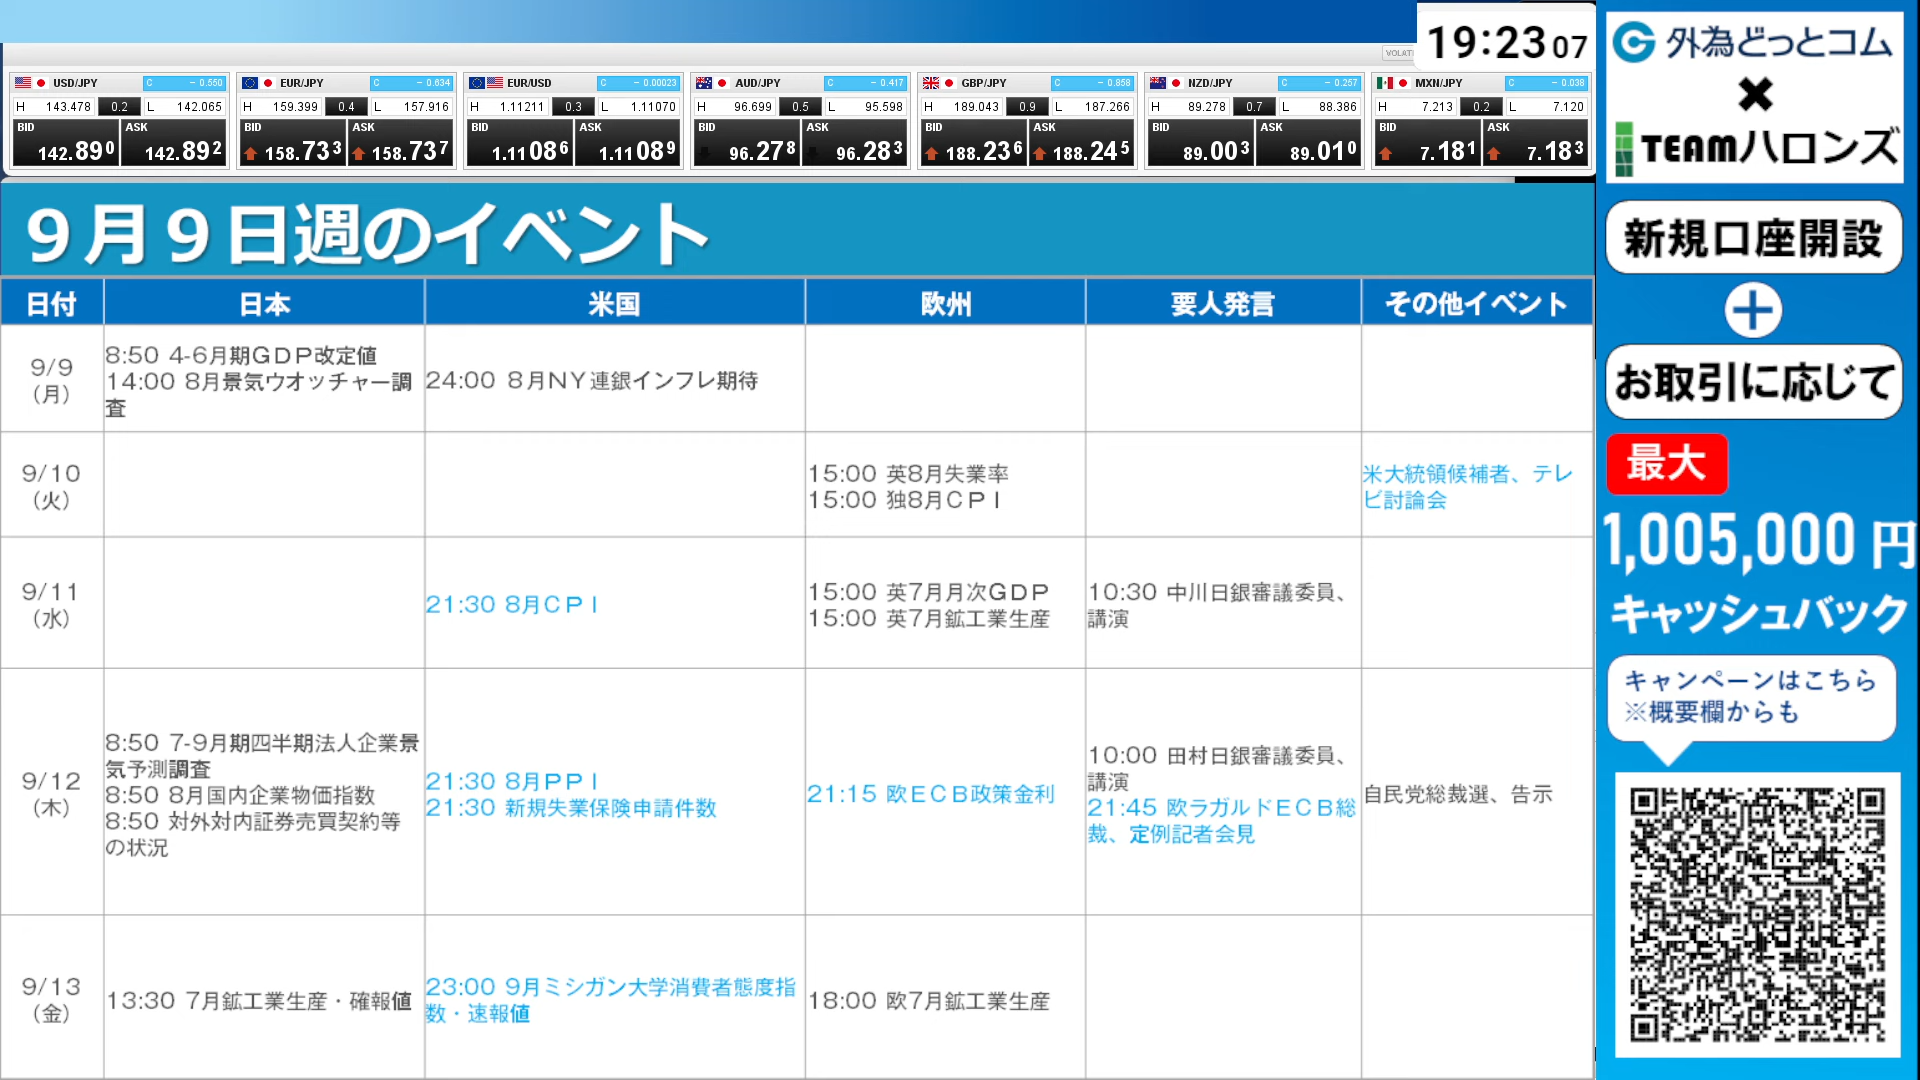 VOLAT
19:23 07
USD/JPY C − 0.550
H 143.478 0.2 L 142.065
BID 142.890 ASK 142.892
EUR/JPY C − 0.634
H 159.399 0.4 L 157.916
BID 158.733 ASK 158.737
EUR/USD C − 0.00023
H 1.11211 0.3 L 1.11070
BID 1.11086 ASK 1.11089
AUD/JPY C − 0.417
H 96.699 0.5 L 95.598
BID 96.278 ASK 96.283
GBP/JPY C − 0.858
H 189.043 0.9 L 187.266
BID 188.236 ASK 188.245
NZD/JPY C − 0.257
H 89.278 0.7 L 88.386
BID 89.003 ASK 89.010
MXN/JPY C − 0.038
H 7.213 0.2 L 7.120
BID 7.181 ASK 7.183
９月９日週のイベント
日付 日本 米国 欧州 要人発言 その他イベント
9/9
（月）
8:50 4-6月期ＧＤＰ改定値
14:00 8月景気ウオッチャー調
査
24:00 8月ＮＹ連銀インフレ期待
9/10
（火）
15:00 英8月失業率
15:00 独8月ＣＰＩ
米大統領候補者、テレ
ビ討論会
9/11
（水）
21:30 8月ＣＰＩ
15:00 英7月月次ＧＤＰ
15:00 英7月鉱工業生産
10:30 中川日銀審議委員、
講演
9/12
（木）
8:50 7-9月期四半期法人企業景
気予測調査
8:50 8月国内企業物価指数
8:50 対外対内証券売買契約等
の状況
21:30 8月ＰＰＩ
21:30 新規失業保険申請件数
21:15 欧ＥＣＢ政策金利
10:00 田村日銀審議委員、
講演
21:45 欧ラガルドＥＣＢ総
裁、定例記者会見
自民党総裁選、告示
9/13
（金）
13:30 7月鉱工業生産・確報値
23:00 9月ミシガン大学消費者態度指
数・速報値
18:00 欧7月鉱工業生産
外為どっとコム
×
TEAMハロンズ
新規口座開設
＋
お取引に応じて
最大
1,005,000 円
キャッシュバック
キャンペーンはこちら
※概要欄からも